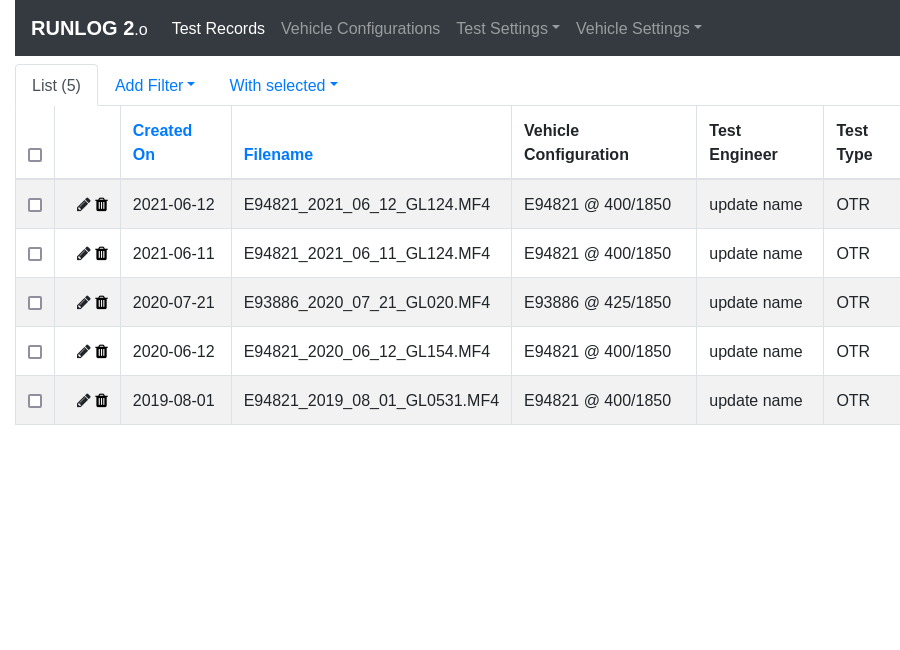 RUNLOG 2.o Test Records Vehicle Configurations Test Settings Vehicle Settings
List (5) Add Filter With selected
Created On Filename Vehicle Configuration Test Engineer Test Type
2021-06-12 E94821_2021_06_12_GL124.MF4 E94821 @ 400/1850 update name OTR
2021-06-11 E94821_2021_06_11_GL124.MF4 E94821 @ 400/1850 update name OTR
2020-07-21 E93886_2020_07_21_GL020.MF4 E93886 @ 425/1850 update name OTR
2020-06-12 E94821_2020_06_12_GL154.MF4 E94821 @ 400/1850 update name OTR
2019-08-01 E94821_2019_08_01_GL0531.MF4 E94821 @ 400/1850 update name OTR